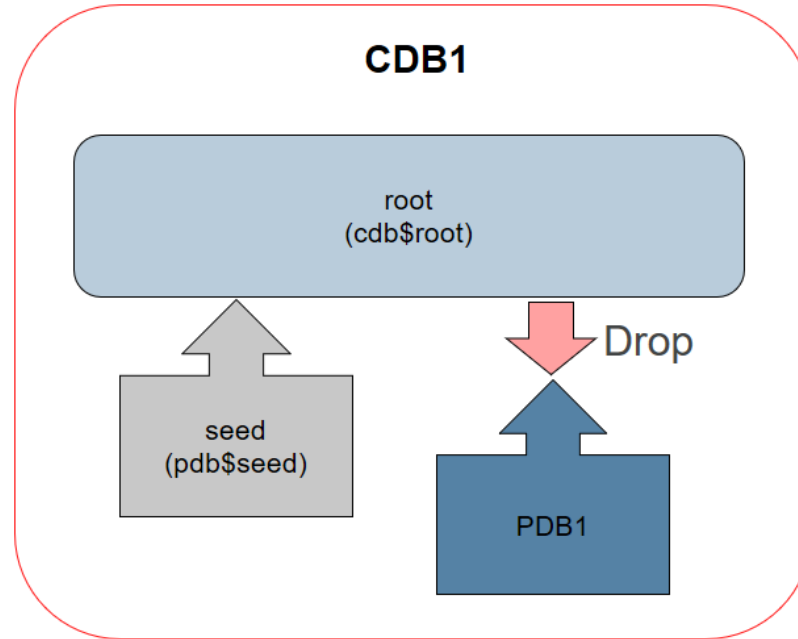 CDB1
root
(cdb$root)
Drop
seed
(pdb$seed)
PDB1